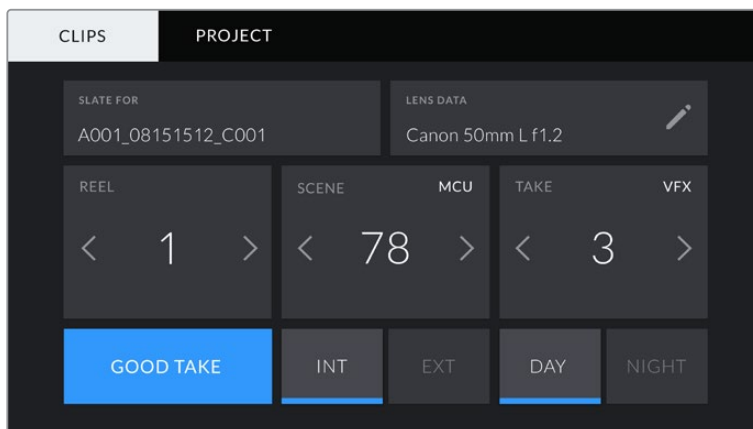 CLIPS PROJECT
SLATE FOR LENS DATA
A001_08151512_C001 Canon 50mm L f1.2
REEL SCENE MCU TAKE VFX
1 78 3
GOOD TAKE INT EXT DAY NIGHT